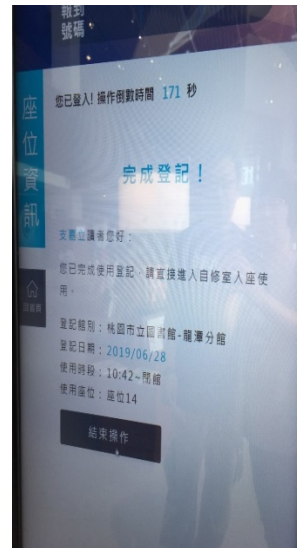 報到
號碼
座位資訊
您已登入! 操作倒數時間 171 秒
完成登記！
讀者您好：
您已完成使用登記，請直接進入自修室入座使
用。
登記館別：桃園市立圖書館-龍潭分館
登記日期：2019/06/28
使用時段：10:42~閉館
使用座位：座位14
回首頁
結束操作